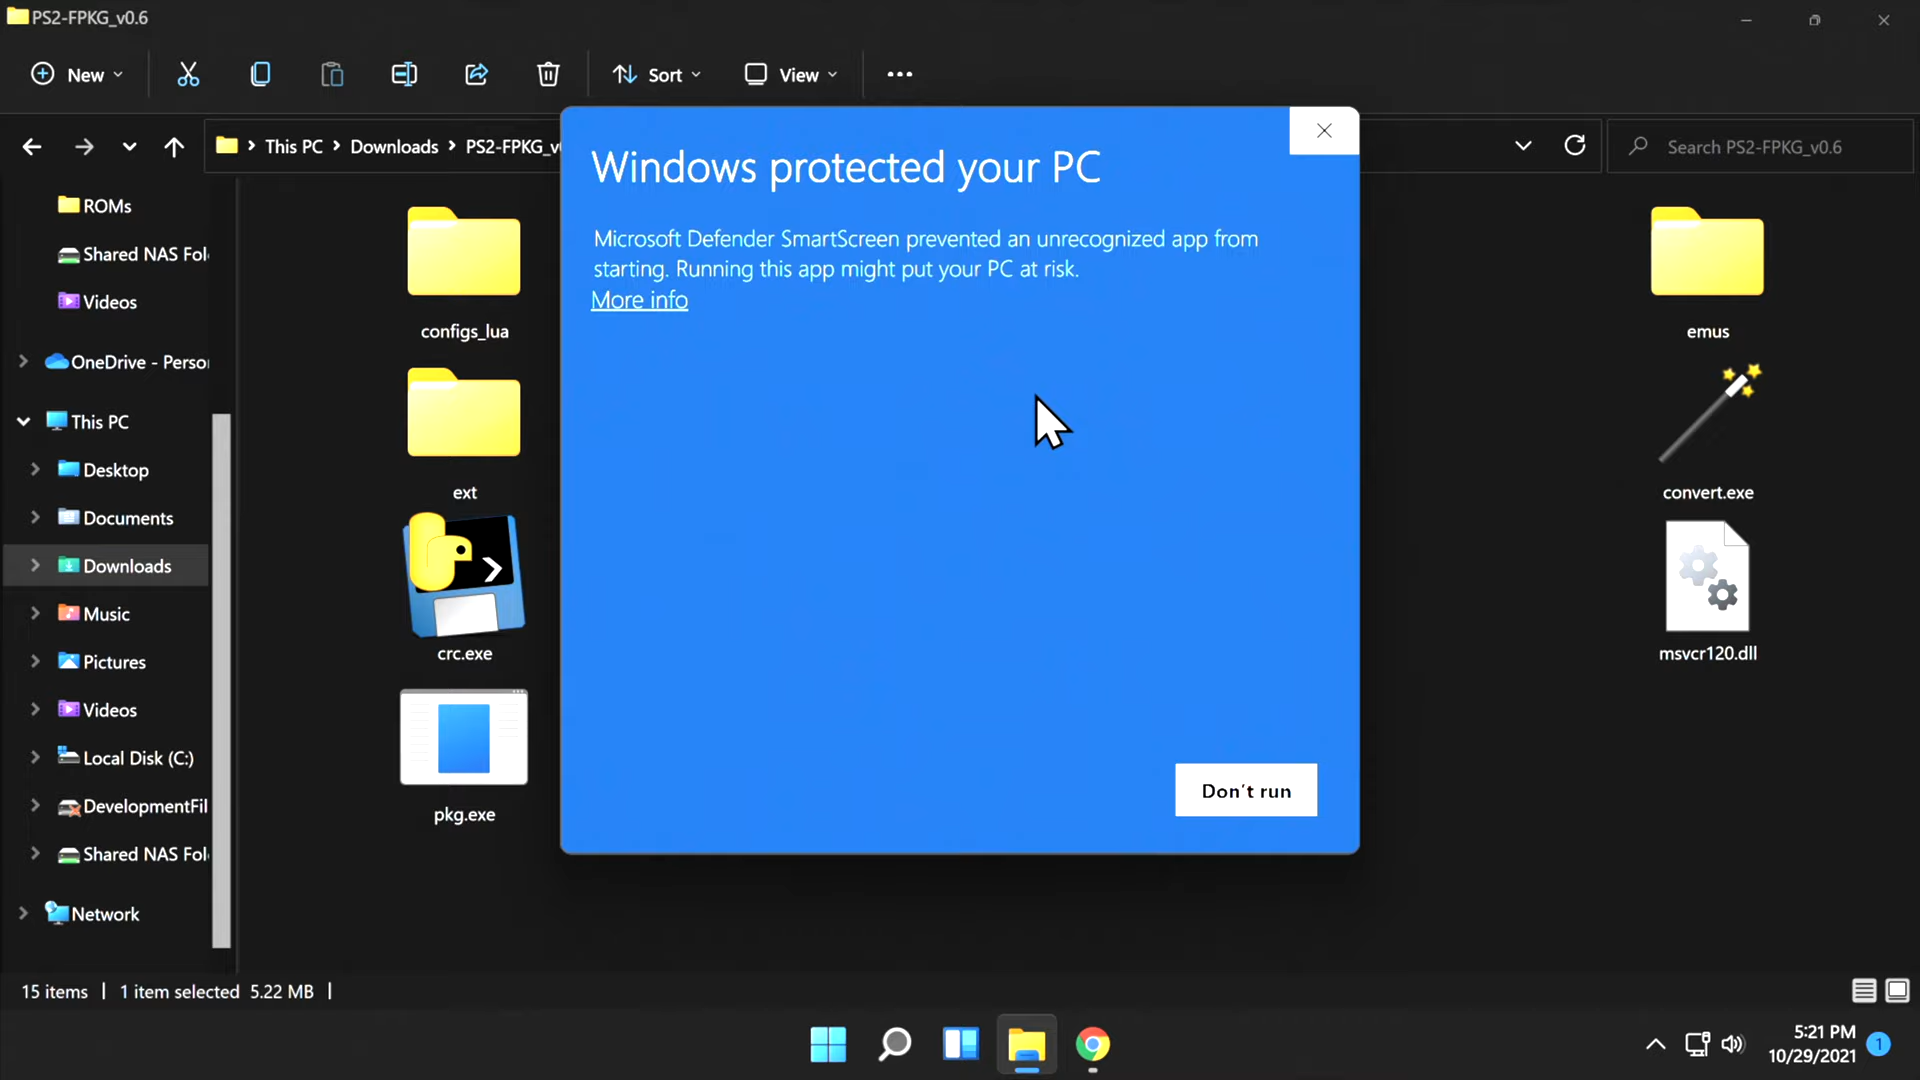 PS2-FPKG_v0.6
New
Sort
View
This PC
Downloads
PS2-FPKG_v
Search PS2-FPKG_v0.6
Windows protected your PC
Microsoft Defender SmartScreen prevented an unrecognized app from
starting. Running this app might put your PC at risk.
More info
Don't run
ROMs
Shared NAS Fol
Videos
OneDrive - Person
This PC
Desktop
Documents
Downloads
Music
Pictures
Videos
Local Disk (C:)
DevelopmentFil
Shared NAS Fol
Network
configs_lua
emus
ext
convert.exe
crc.exe
msvcr120.dll
pkg.exe
15 items
1 item selected 5.22 MB
5:21 PM
10/29/2021
1